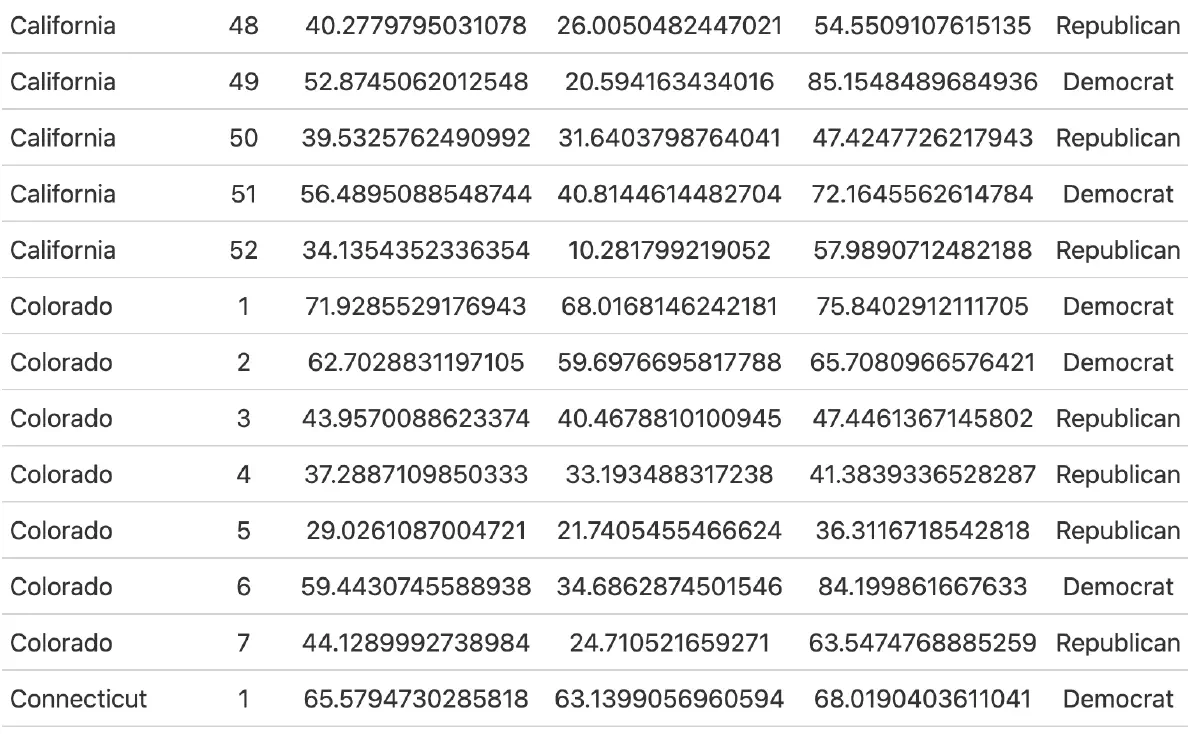 California 48 40.2779795031078 26.0050482447021 54.5509107615135 Republican
California 49 52.8745062012548 20.594163434016 85.1548489684936 Democrat
California 50 39.5325762490992 31.6403798764041 47.4247726217943 Republican
California 51 56.4895088548744 40.8144614482704 72.1645562614784 Democrat
California 52 34.1354352336354 10.281799219052 57.9890712482188 Republican
Colorado 1 71.9285529176943 68.0168146242181 75.8402912111705 Democrat
Colorado 2 62.7028831197105 59.6976695817788 65.7080966576421 Democrat
Colorado 3 43.9570088623374 40.4678810100945 47.4461367145802 Republican
Colorado 4 37.2887109850333 33.193488317238 41.3839336528287 Republican
Colorado 5 29.0261087004721 21.7405455466624 36.3116718542818 Republican
Colorado 6 59.4430745588938 34.6862874501546 84.199861667633 Democrat
Colorado 7 44.1289992738984 24.710521659271 63.5474768885259 Republican
Connecticut 1 65.5794730285818 63.1399056960594 68.0190403611041 Democrat